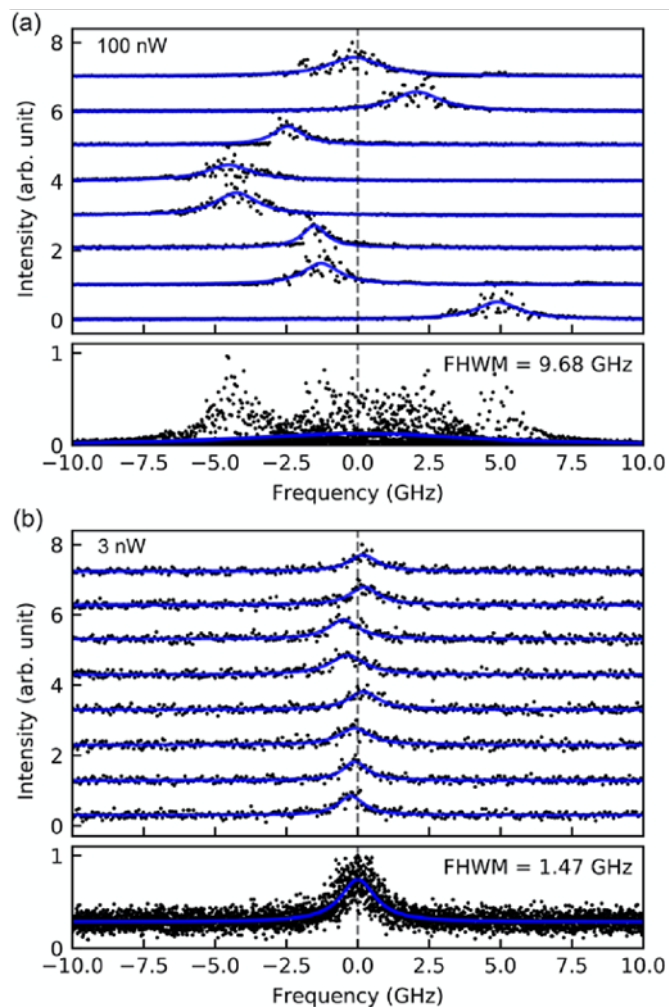 (a)
100 nW
8
6
4
2
0
Intensity (arb. unit)
FHWM = 9.68 GHz
1
0
-10.0 -7.5 -5.0 -2.5 0.0 2.5 5.0 7.5 10.0
Frequency (GHz)
(b)
3 nW
8
6
4
2
0
Intensity (arb. unit)
FHWM = 1.47 GHz
1
0
-10.0 -7.5 -5.0 -2.5 0.0 2.5 5.0 7.5 10.0
Frequency (GHz)